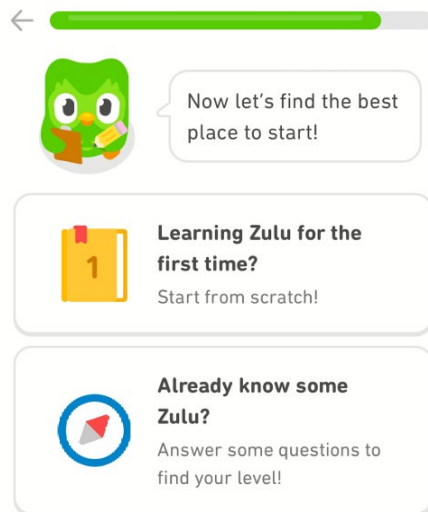 Now let's find the best
place to start!
1
Learning Zulu for the
first time?
Start from scratch!
Already know some
Zulu?
Answer some questions to
find your level!